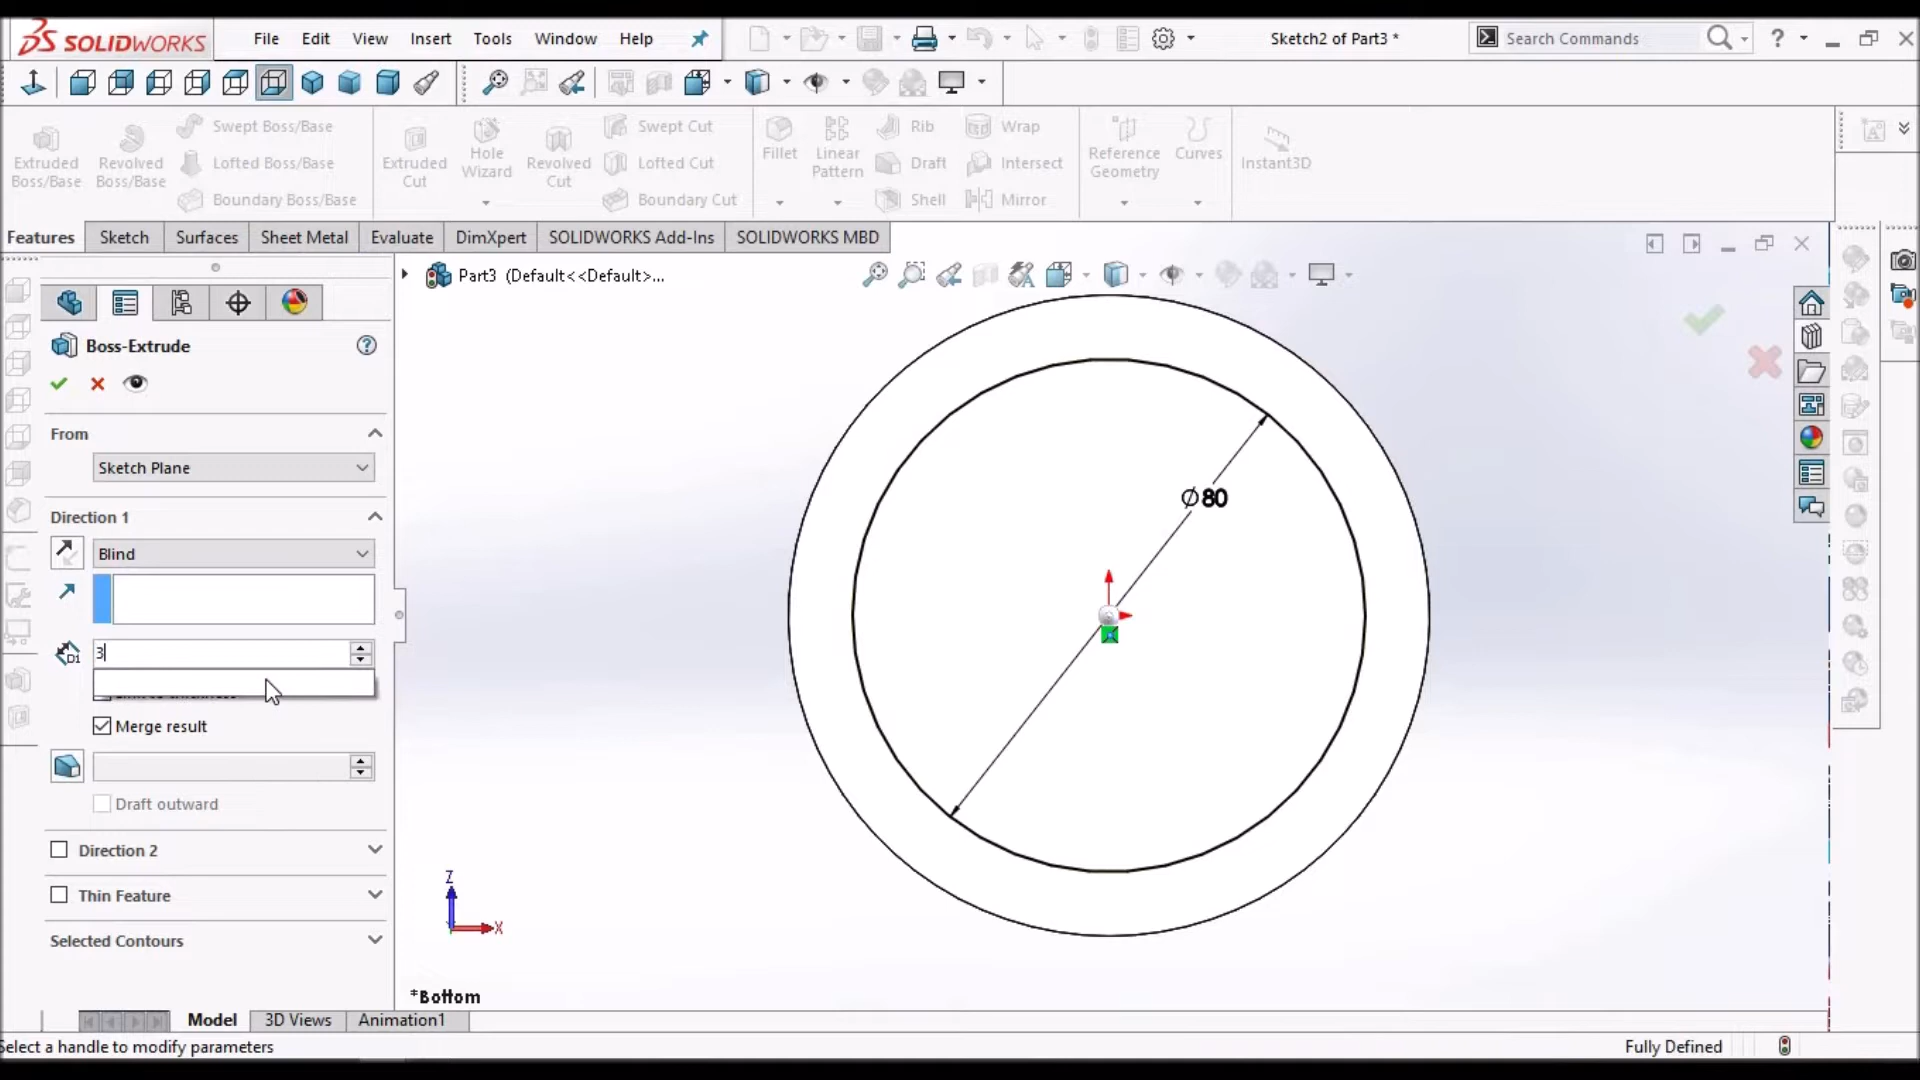 DS SOLIDWORKS File Edit View Insert Tools Window Help Sketch2 of Part3 * Search Commands ?
Extruded Boss/Base
Revolved Boss/Base
Swept Boss/Base
Lofted Boss/Base
Boundary Boss/Base
Extruded Cut
Hole Wizard
Revolved Cut
Swept Cut
Lofted Cut
Boundary Cut
Fillet
Linear Pattern
Rib
Draft
Shell
Wrap
Intersect
Mirror
Reference Geometry
Curves
Instant3D
Features Sketch Surfaces Sheet Metal Evaluate DimXpert SOLIDWORKS Add-Ins SOLIDWORKS MBD
Part3 (Default<<Default>...
Boss-Extrude
From
Sketch Plane
Direction 1
Blind
D1
3
Merge result
Draft outward
Direction 2
Thin Feature
Selected Contours
∅80
Z
X
*Bottom
Model 3D Views Animation1
Select a handle to modify parameters Fully Defined